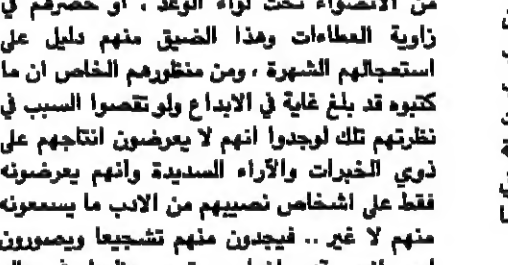 من الانضواء تحت لواء الوعد ، او حصرهم في
زاوية العطاءات وهذا الضيق منهم دليل على
استعجالهم الشهرة ، ومن منظورهم الخاص ان ما
كتبوه قد بلغ غاية في الابداع ولو تقصوا السبب في
نظرتهم تلك لوجدوا انهم لا يعرضون انتاجهم على
ذوي الخبرات والآراء السديدة وانهم يعرضونه
فقط على اشخاص نصيبهم من الادب ما يسمعونه
منهم لا غير .. فيجدون منهم تشجيعا ويصورون